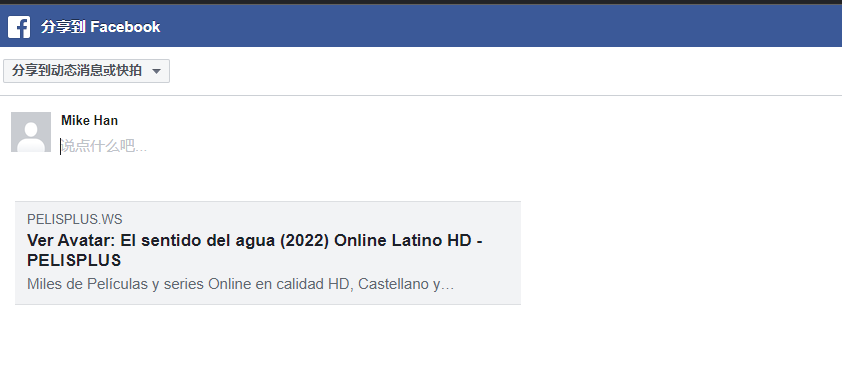 分享到 Facebook
分享到动态消息或快拍
Mike Han
说点什么吧...
PELISPLUS.WS
Ver Avatar: El sentido del agua (2022) Online Latino HD -
PELISPLUS
Miles de Películas y series Online en calidad HD, Castellano y…